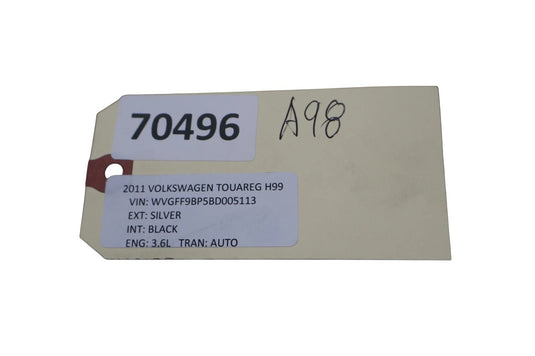 70496 A98
2011 VOLKSWAGEN TOUAREG H99
VIN: WVGFF9BP5BD005113
EXT: SILVER
INT: BLACK
ENG: 3.6L TRAN: AUTO